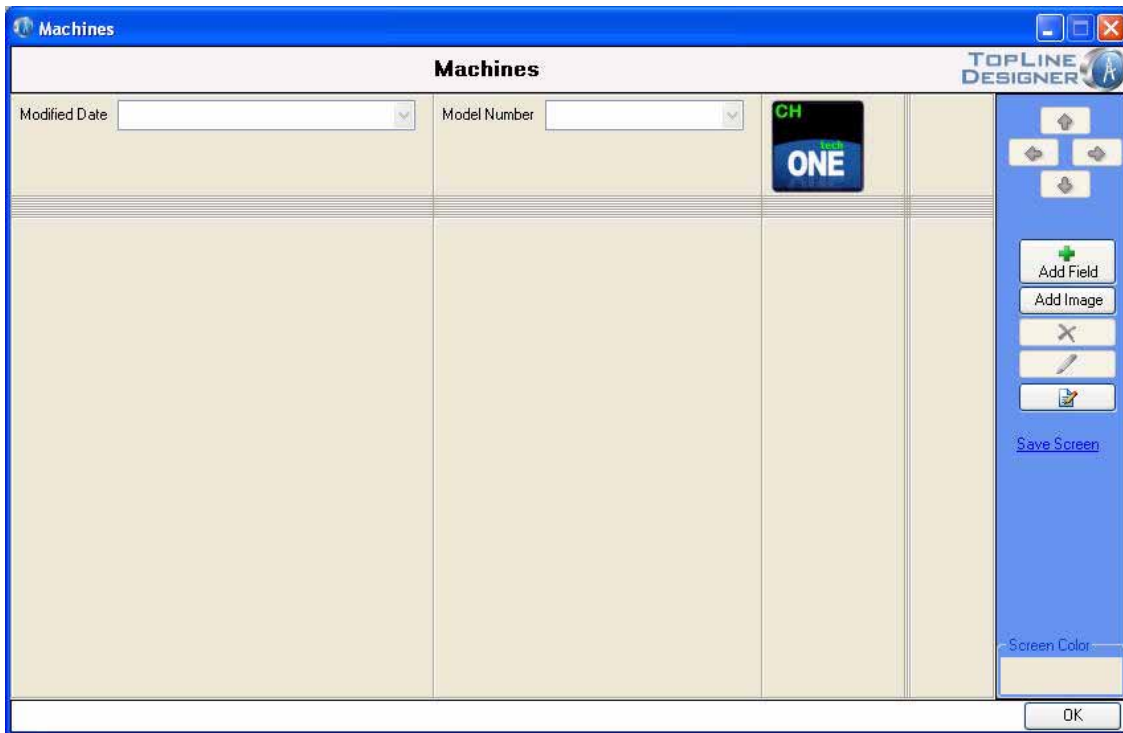 Machines
Machines
TOPLINE
DESIGNER
Modified Date
Model Number
CH
tech
ONE
Add Field
Add Image
Save Screen
Screen Color
OK